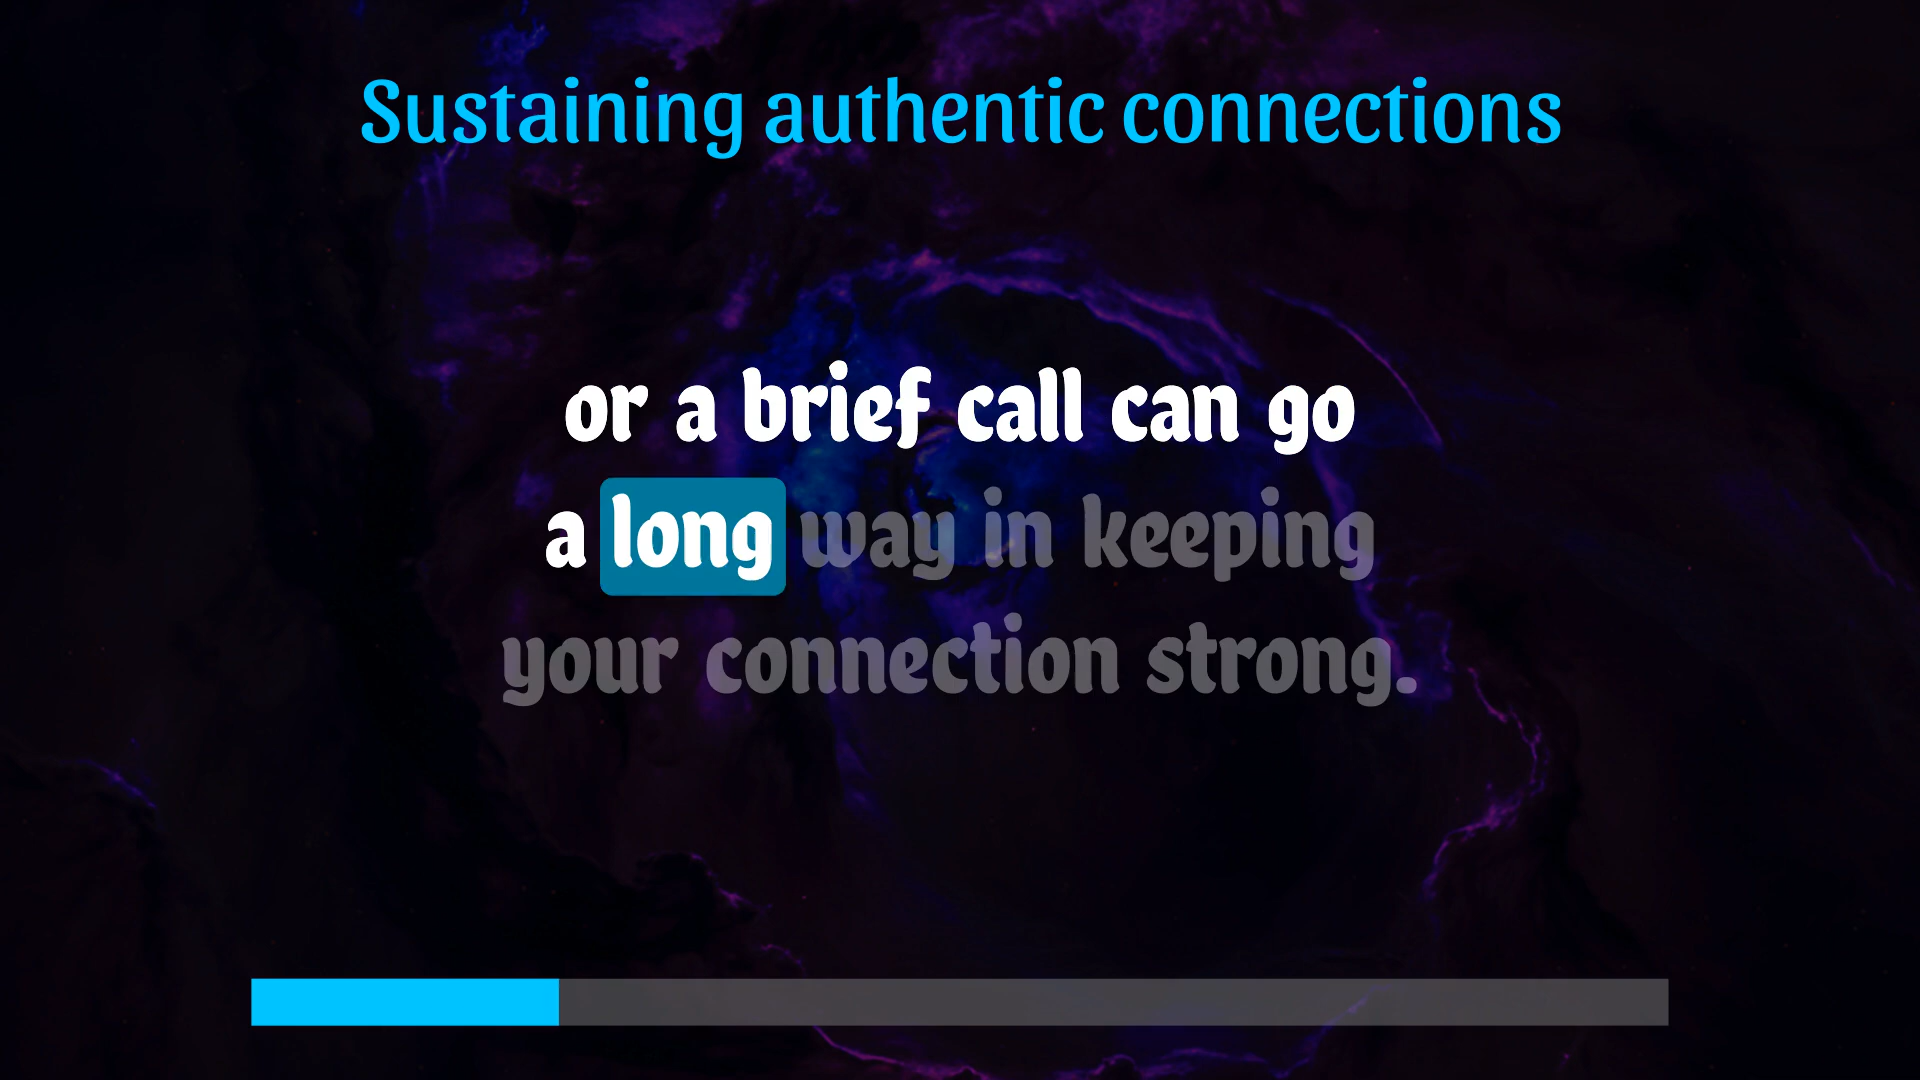 Sustaining authentic connections
or a brief call can go
a long way in keeping
your connection strong.